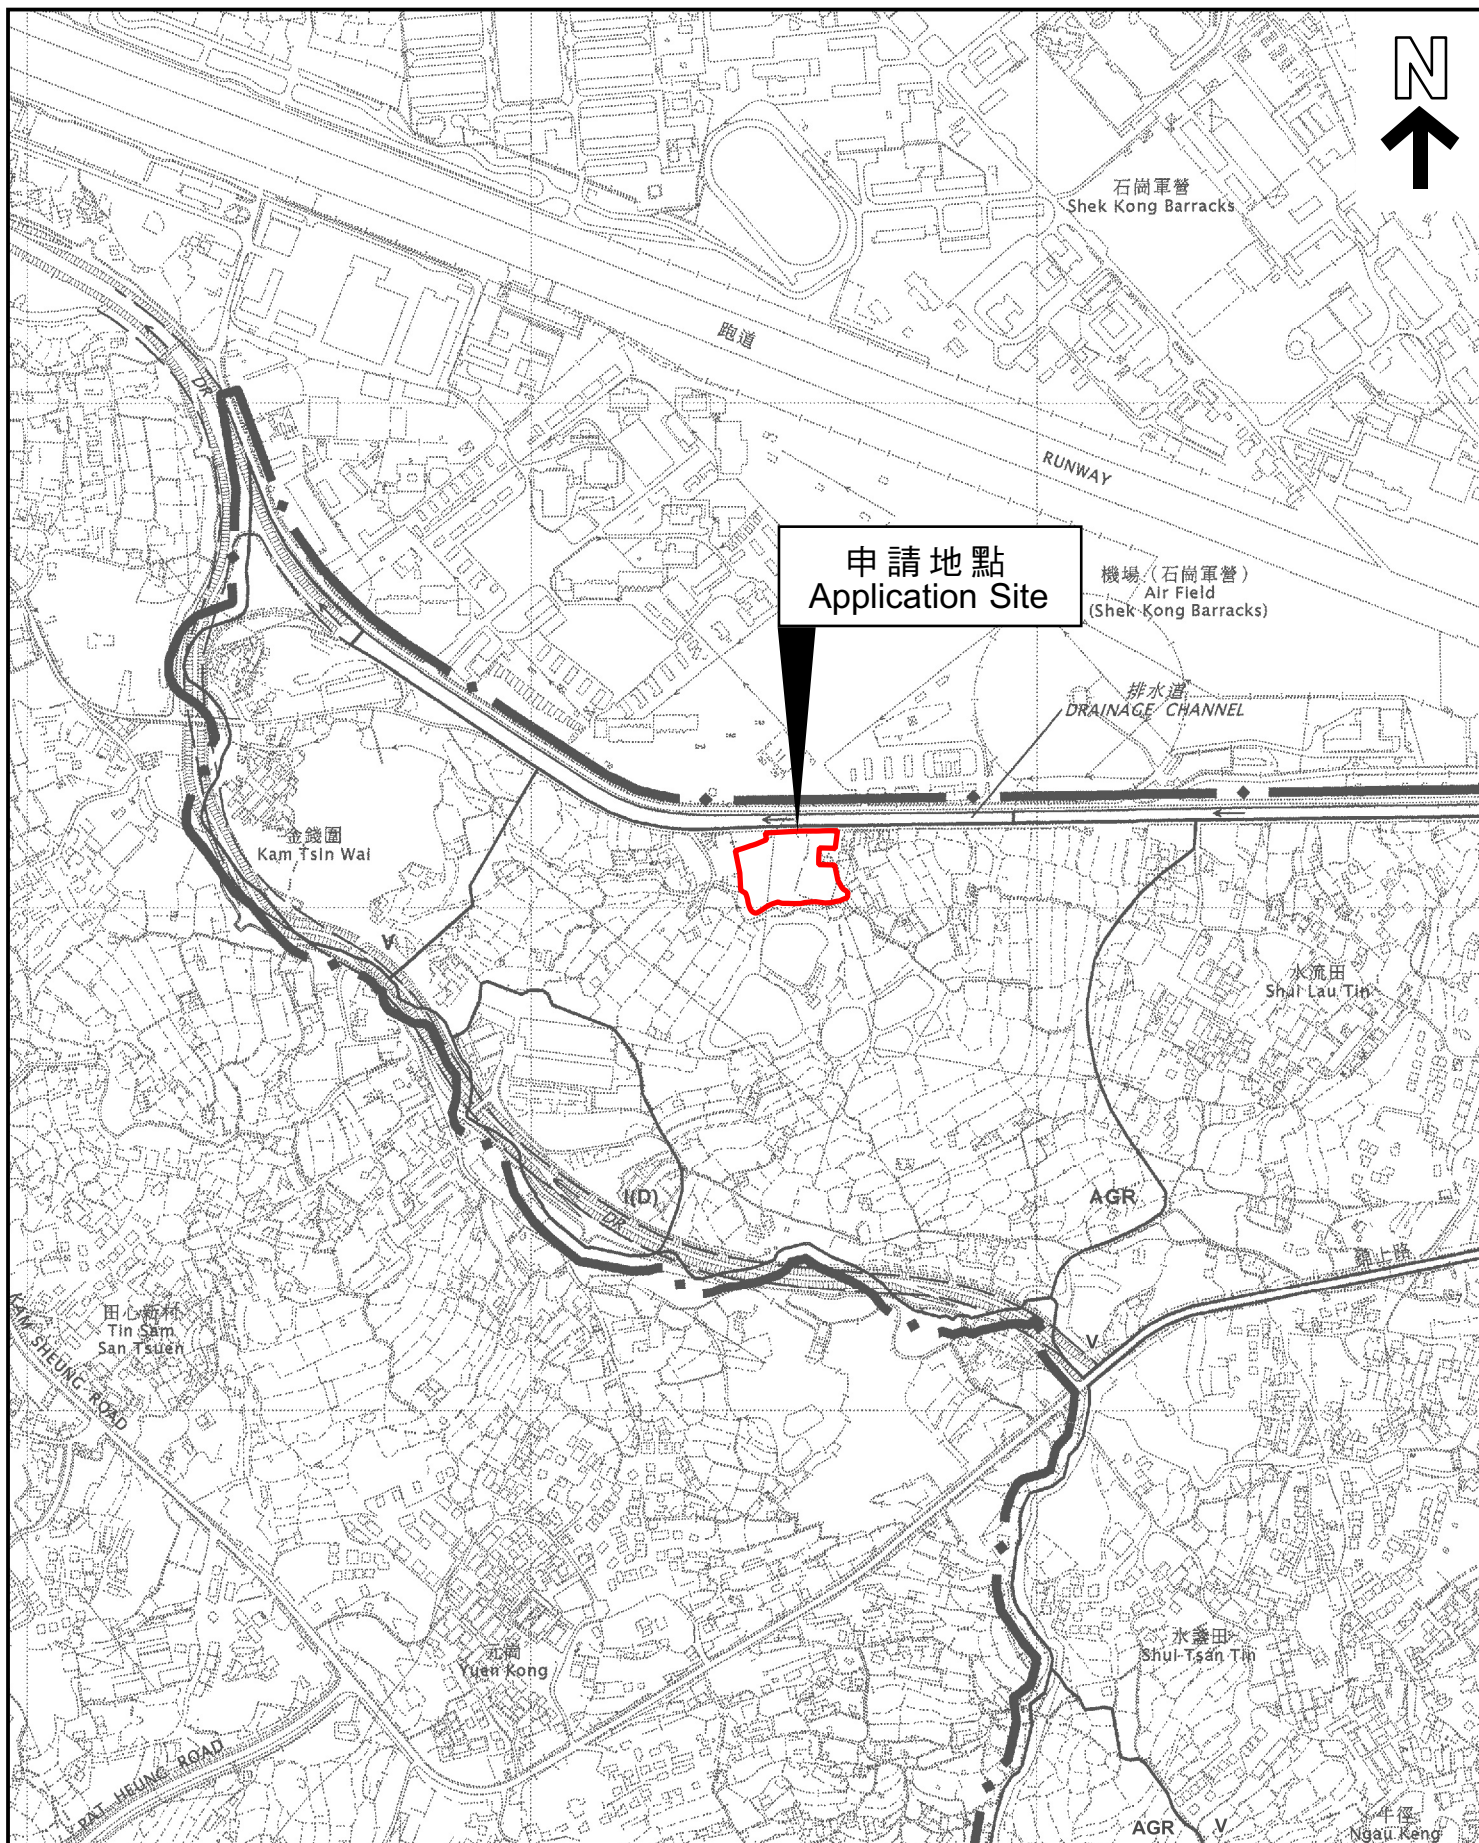 N
石崗軍營
Shek Kong Barracks
跑道
RUNWAY
DR
申請地點
Application Site
機場 (石崗軍營)
Air Field
(Shek Kong Barracks)
排水道
DRAINAGE CHANNEL
金錢圍
Kam Tsin Wai
V
水流田
Shui Lau Tin
I(D)
DR
AGR
錦上路
田心新村
Tin Sam
San Tsuen
KAM SHEUNG ROAD
V
元崗
Yuen Kong
水盞田
Shui Tsan Tin
PAT HEUNG ROAD
AGR
V
牛徑
Ngau Keng